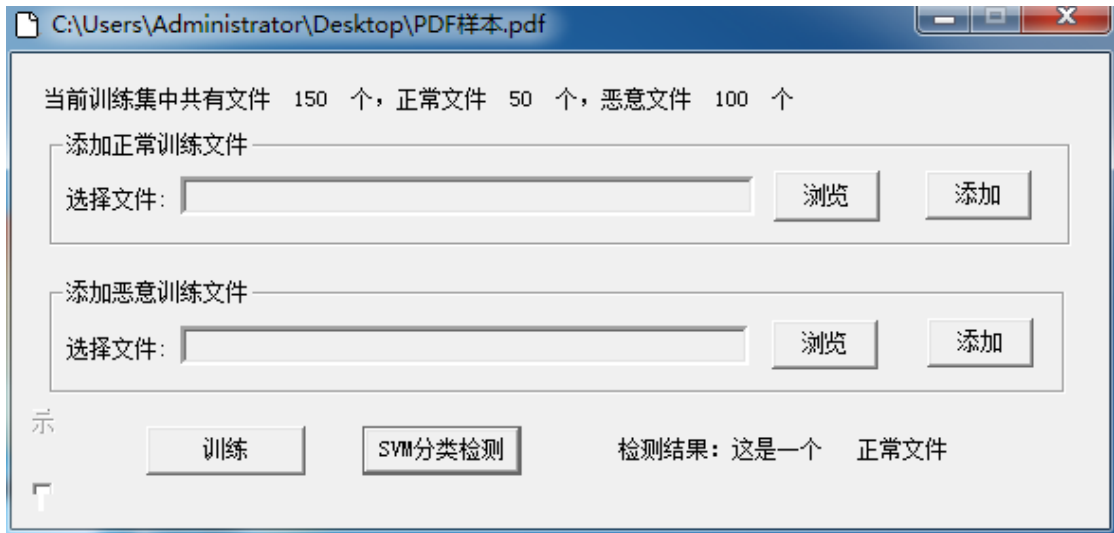 C:\Users\Administrator\Desktop\PDF样本.pdf
当前训练集中共有文件 150 个，正常文件 50 个，恶意文件 100 个
添加正常训练文件
选择文件： 浏览 添加
添加恶意训练文件
选择文件： 浏览 添加
示
训练 SVM分类检测 检测结果：这是一个 正常文件